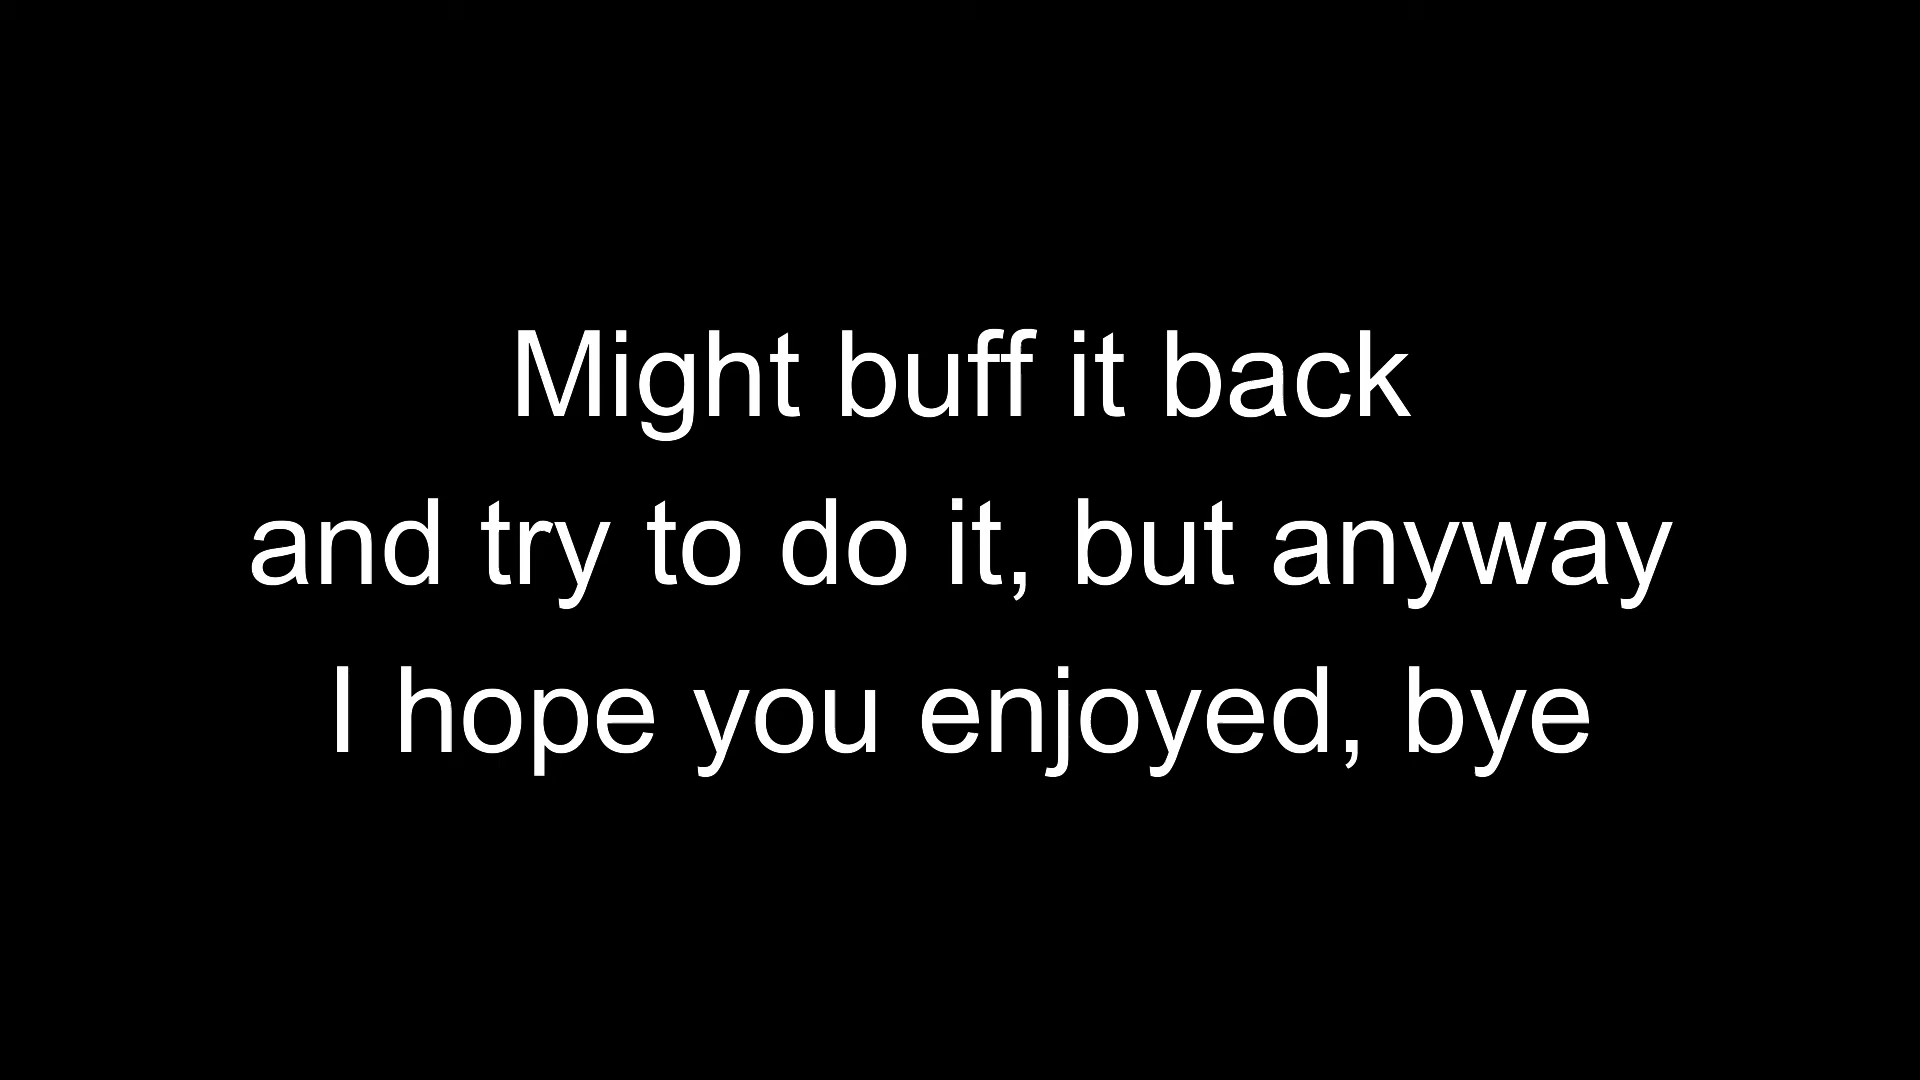 Might buff it back
and try to do it, but anyway
I hope you enjoyed, bye